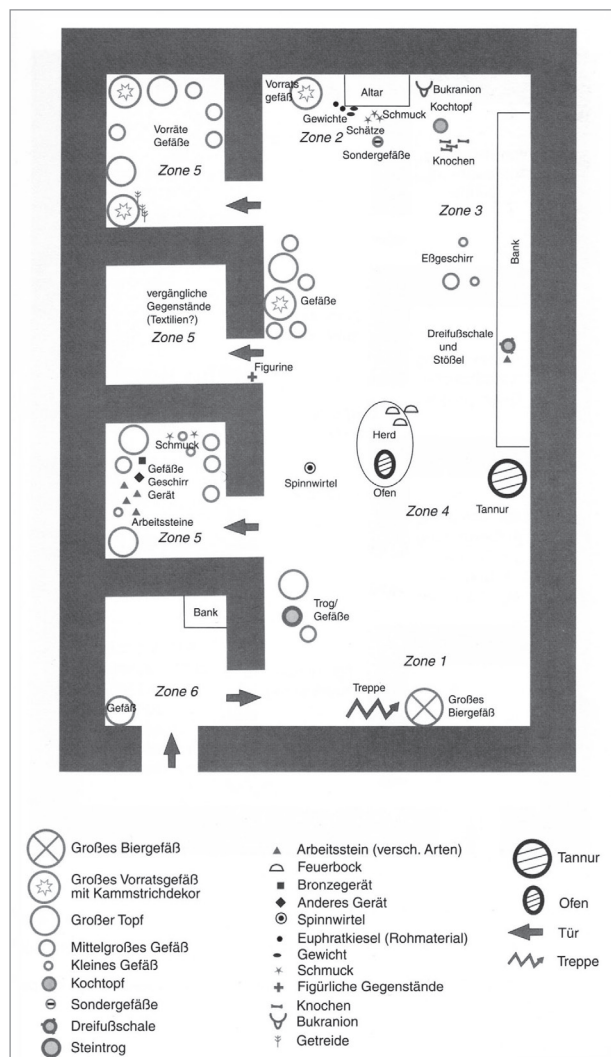 Vorrats
gefäß
Altar
Bukranion
Kochtopf
Gewichte
Schmuck
Schätze
Zone 2
Sondergefäße
Knochen
Vorräte
Gefäße
Zone 5
Zone 3
Bank
Eßgeschirr
Gefäße
vergängliche
Gegenstände
(Textilien?)
Zone 5
Dreifußschale
und
Stößel
Figurine
Herd
Ofen
Schmuck
Gefäße
Geschirr
Gerät
Arbeitssteine
Zone 5
Spinnwirtel
Zone 4
Tannur
Bank
Trog/
Gefäße
Zone 1
Zone 6
Treppe
Großes
Biergefäß
Gefäß
Großes Biergefäß
Großes Vorratsgefäß
mit Kammstrichdekor
Großer Topf
Mittelgroßes Gefäß
Kleines Gefäß
Kochtopf
Sondergefäße
Dreifußschale
Steintrog
Arbeitsstein (versch. Arten)
Feuerbock
Bronzegerät
Anderes Gerät
Spinnwirtel
Euphratkiesel (Rohmaterial)
Gewicht
Schmuck
Figürliche Gegenstände
Knochen
Bukranion
Getreide
Tannur
Ofen
Tür
Treppe